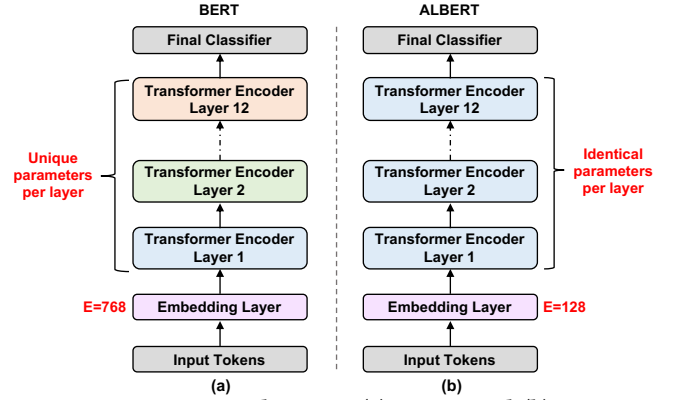 BERT
Final Classifier
Transformer Encoder
Layer 12
Transformer Encoder
Layer 2
Transformer Encoder
Layer 1
Unique
parameters
per layer
E=768
Embedding Layer
Input Tokens
(a)
ALBERT
Final Classifier
Transformer Encoder
Layer 12
Transformer Encoder
Layer 2
Transformer Encoder
Layer 1
Identical
parameters
per layer
Embedding Layer
E=128
Input Tokens
(b)